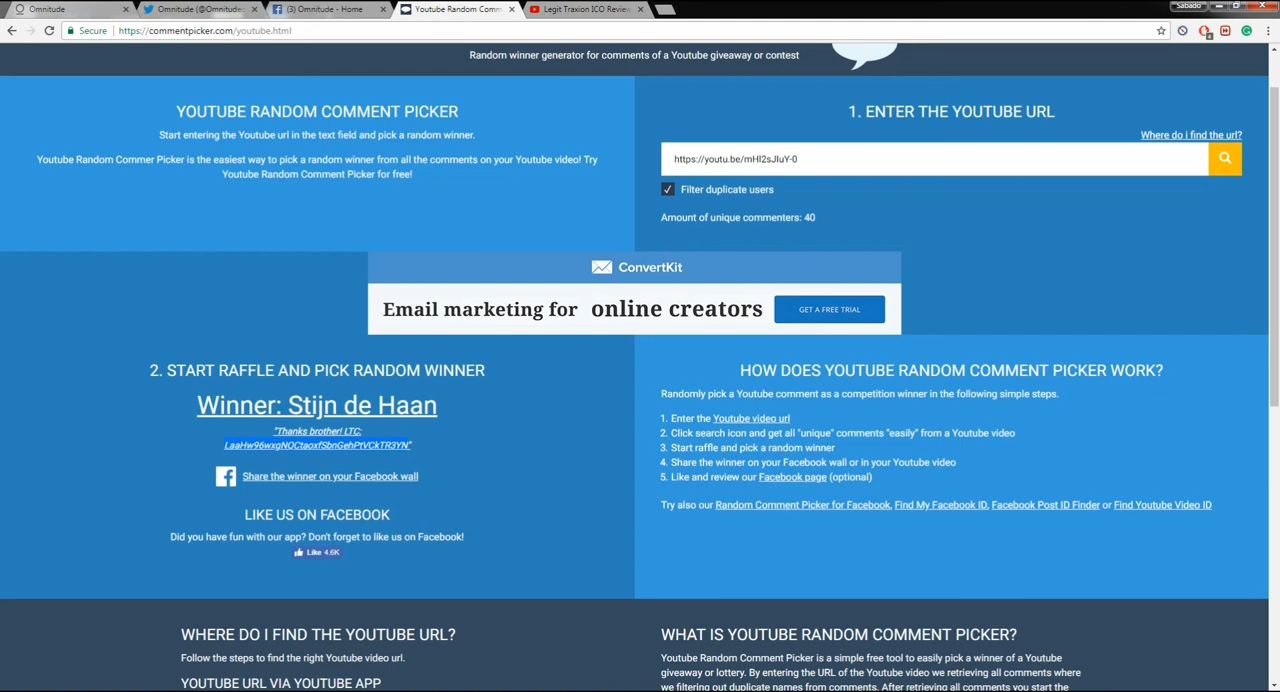 Omnitude
Omnitude (@Omnitude
(3) Omnitude - Home
Youtube Random Comm
Legit Traxion ICO Review
Sabado
Secure
https://commentpicker.com/youtube.html
Random winner generator for comments of a Youtube giveaway or contest
YOUTUBE RANDOM COMMENT PICKER
Start entering the Youtube url in the text field and pick a random winner.
Youtube Random Commer Picker is the easiest way to pick a random winner from all the comments on your Youtube video! Try
Youtube Random Comment Picker for free!
1. ENTER THE YOUTUBE URL
Where do i find the url?
https://youtu.be/mHI2sJIuY-0
Filter duplicate users
Amount of unique commenters: 40
ConvertKit
Email marketing for online creators
GET A FREE TRIAL
2. START RAFFLE AND PICK RANDOM WINNER
Winner: Stijn de Haan
"Thanks brother! LTC:
LaaHw96wxgNQCtaoxfSbnGehPtVCkTR3YN"
Share the winner on your Facebook wall
LIKE US ON FACEBOOK
Did you have fun with our app? Don't forget to like us on Facebook!
Like 4.6K
HOW DOES YOUTUBE RANDOM COMMENT PICKER WORK?
Randomly pick a Youtube comment as a competition winner in the following simple steps.
1. Enter the Youtube video url
2. Click search icon and get all "unique" comments "easily" from a Youtube video
3. Start raffle and pick a random winner
4. Share the winner on your Facebook wall or in your Youtube video
5. Like and review our Facebook page (optional)
Try also our Random Comment Picker for Facebook, Find My Facebook ID, Facebook Post ID Finder or Find Youtube Video ID
WHERE DO I FIND THE YOUTUBE URL?
Follow the steps to find the right Youtube video url.
YOUTUBE URL VIA YOUTUBE APP
WHAT IS YOUTUBE RANDOM COMMENT PICKER?
Youtube Random Comment Picker is a simple free tool to easily pick a winner of a Youtube
giveaway or lottery. By entering the URL of the Youtube video we retrieving all comments where
we filtering out duplicate names from comments. After retrieving all comments you start the